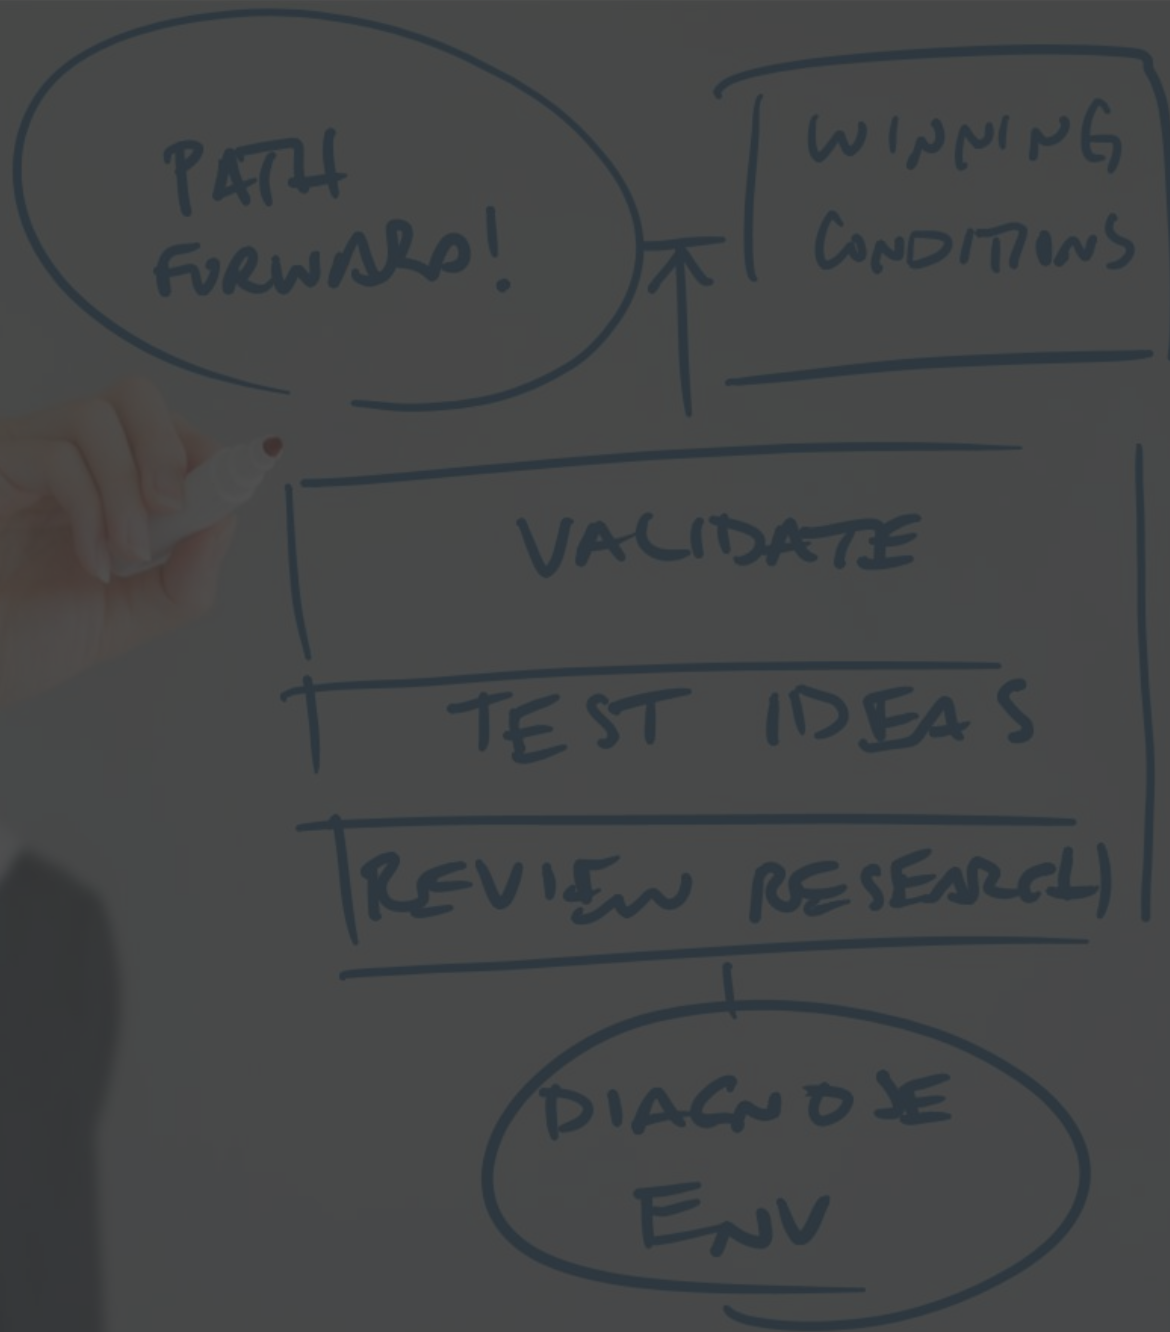 PATH
FORWARD!
WINNING
CONDITIONS
VALIDATE
TEST IDEAS
REVIEW RESEARCH
DIAGNOSE
ENV